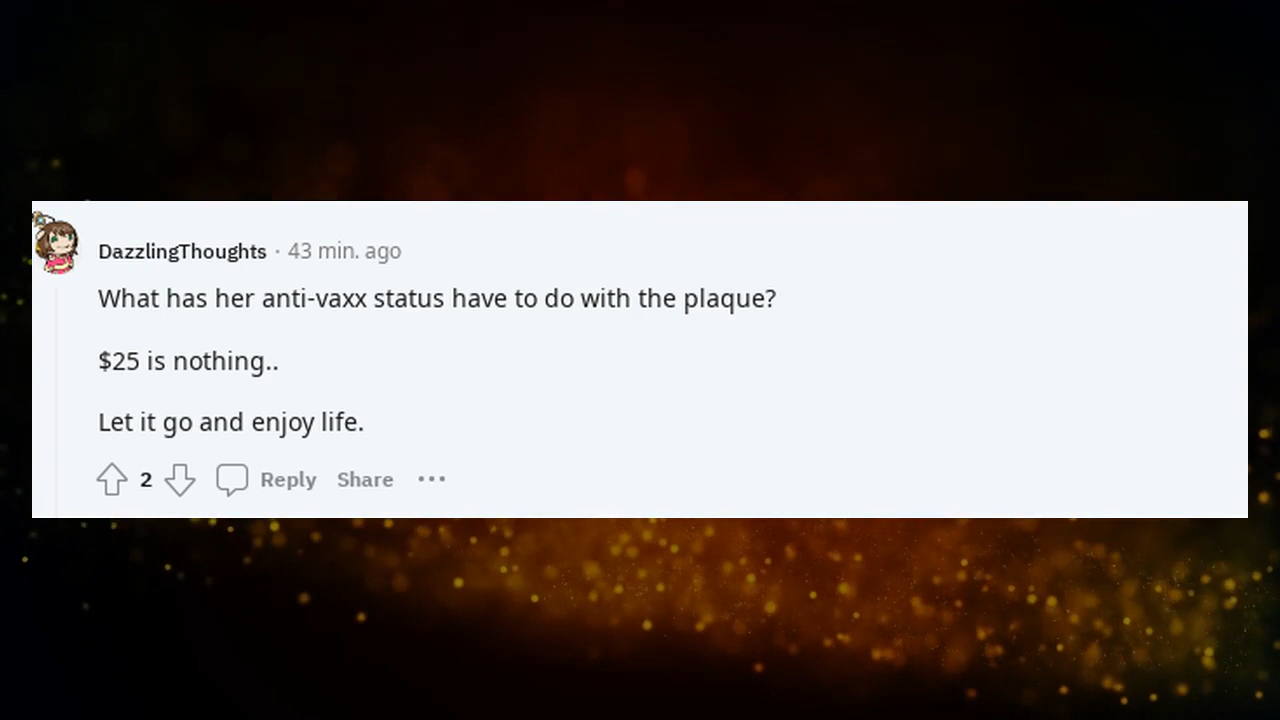 DazzlingThoughts · 43 min. ago
What has her anti-vaxx status have to do with the plaque?
$25 is nothing..
Let it go and enjoy life.
2 Reply Share ···